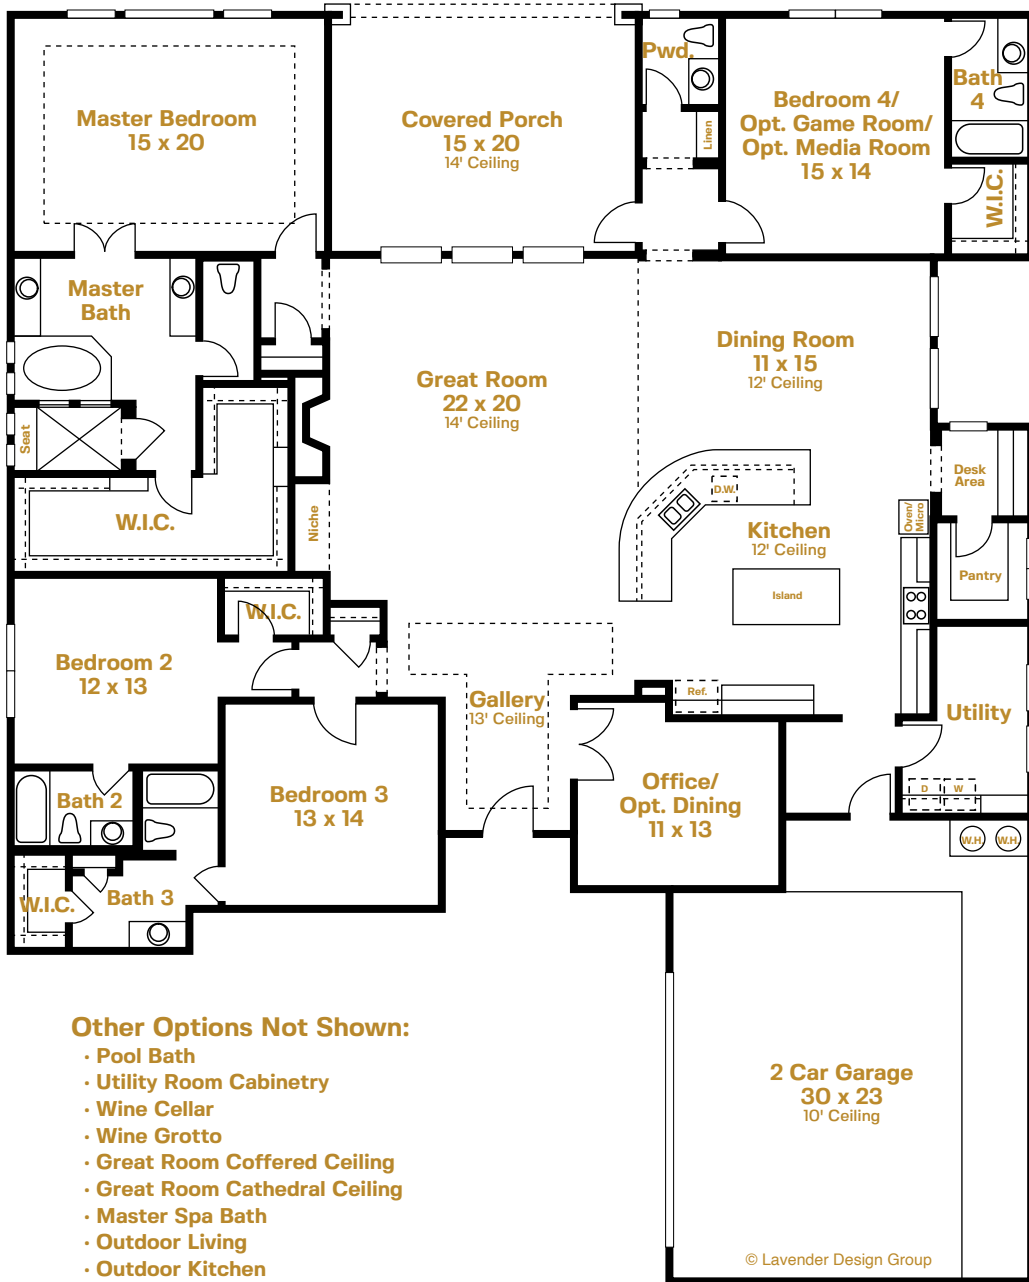 Master Bedroom
15 x 20
Covered Porch
15 x 20
14' Ceiling
Pwd.
Linen
Bedroom 4/
Opt. Game Room/
Opt. Media Room
15 x 14
Bath
4
W.I.C.
Master
Bath
Seat
W.I.C.
Niche
Great Room
22 x 20
14' Ceiling
Dining Room
11 x 15
12' Ceiling
D.W.
Kitchen
12' Ceiling
Island
Oven/
Micro
Desk
Area
Pantry
Ref.
Utility
D
W
W.H.
W.H.
W.I.C.
Bedroom 2
12 x 13
Gallery
13' Ceiling
Bath 2
Bedroom 3
13 x 14
Office/
Opt. Dining
11 x 13
W.I.C.
Bath 3
2 Car Garage
30 x 23
10' Ceiling
Other Options Not Shown:
· Pool Bath
· Utility Room Cabinetry
· Wine Cellar
· Wine Grotto
· Great Room Coffered Ceiling
· Great Room Cathedral Ceiling
· Master Spa Bath
· Outdoor Living
· Outdoor Kitchen
© Lavender Design Group